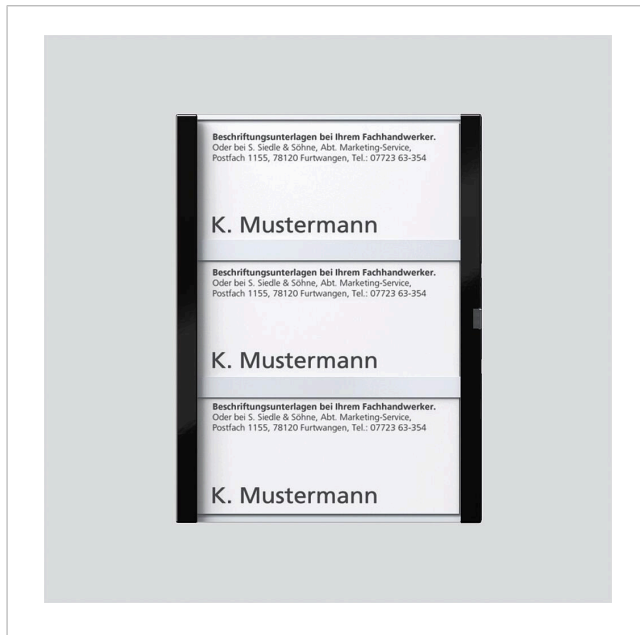 Beschriftungsunterlagen bei Ihrem Fachhandwerker.
Oder bei S. Siedle & Söhne, Abt. Marketing-Service,
Postfach 1155, 78120 Furtwangen, Tel.: 07723 63-354
K. Mustermann
Beschriftungsunterlagen bei Ihrem Fachhandwerker.
Oder bei S. Siedle & Söhne, Abt. Marketing-Service,
Postfach 1155, 78120 Furtwangen, Tel.: 07723 63-354
K. Mustermann
Beschriftungsunterlagen bei Ihrem Fachhandwerker.
Oder bei S. Siedle & Söhne, Abt. Marketing-Service,
Postfach 1155, 78120 Furtwangen, Tel.: 07723 63-354
K. Mustermann